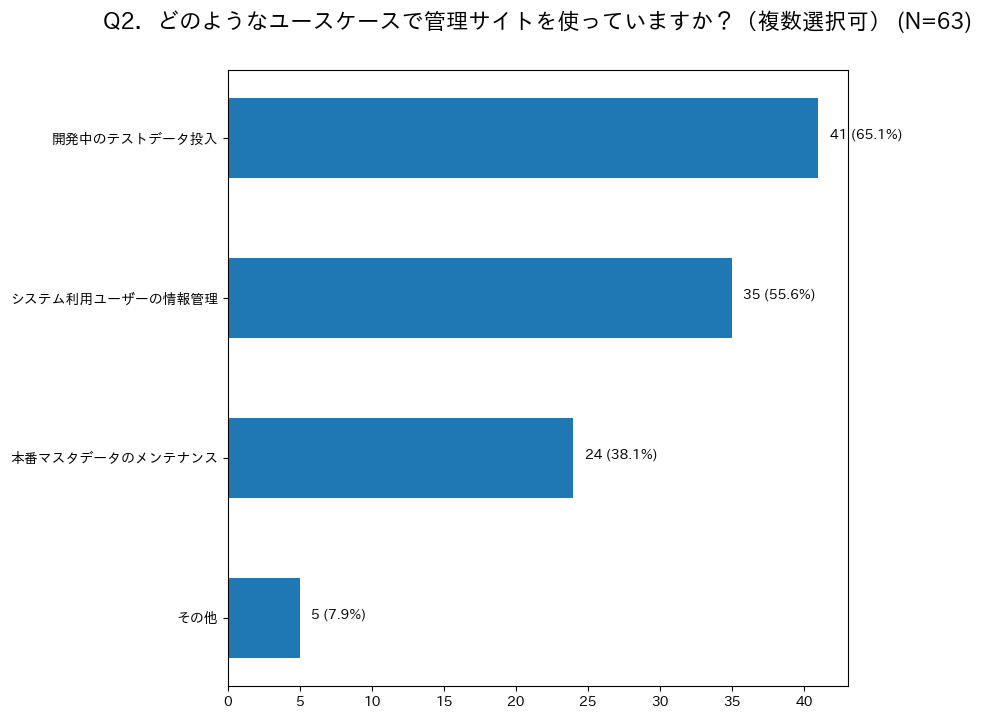 Q2. どのようなユースケースで管理サイトを使っていますか？（複数選択可） (N=63)
開発中のテストデータ投入
41 (65.1%)
システム利用ユーザーの情報管理
35 (55.6%)
本番マスタデータのメンテナンス
24 (38.1%)
その他
5 (7.9%)
0 5 10 15 20 25 30 35 40